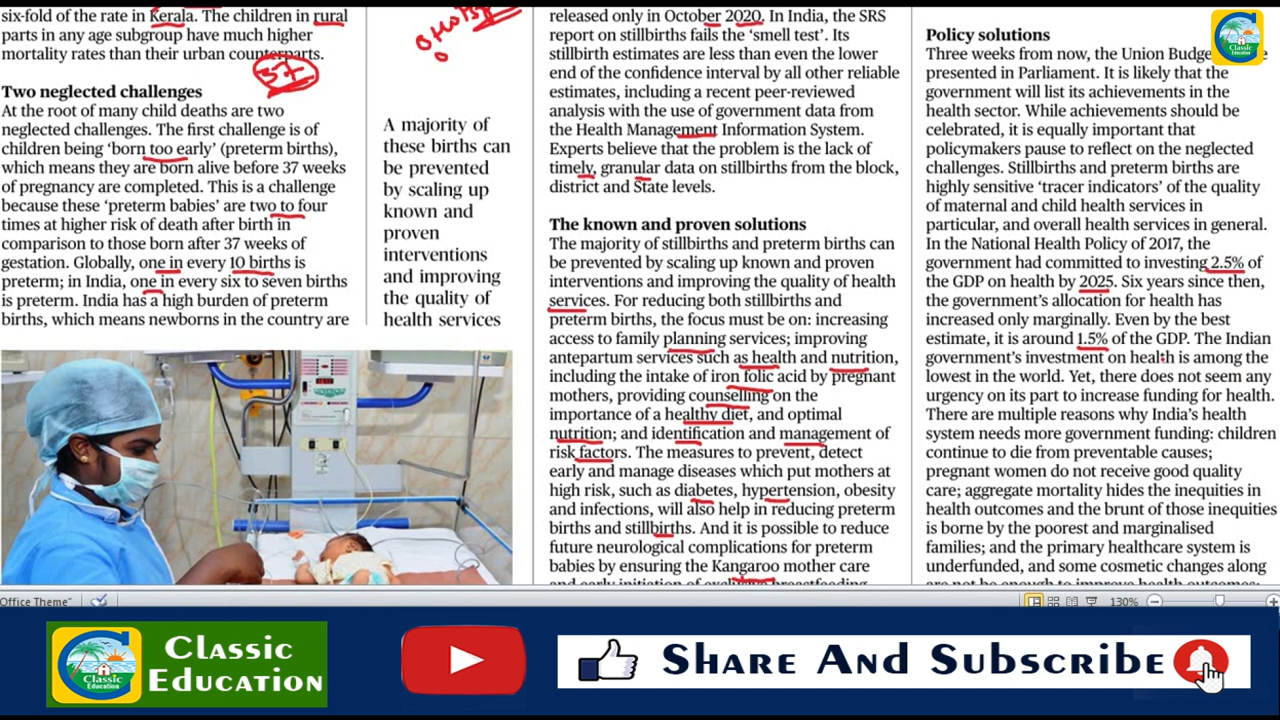 six-fold of the rate in Kerala. The children in rural
parts in any age subgroup have much higher
mortality rates than their urban counterparts.
37
Two neglected challenges
At the root of many child deaths are two
neglected challenges. The first challenge is of
children being ‘born too early’ (preterm births),
which means they are born alive before 37 weeks
of pregnancy are completed. This is a challenge
because these ‘preterm babies’ are two to four
times at higher risk of death after birth in
comparison to those born after 37 weeks of
gestation. Globally, one in every 10 births is
preterm; in India, one in every six to seven births
is preterm. India has a high burden of preterm
births, which means newborns in the country are
A majority of
these births can
be prevented
by scaling up
known and
proven
interventions
and improving
the quality of
health services
released only in October 2020. In India, the SRS
report on stillbirths fails the ‘smell test’. Its
stillbirth estimates are less than even the lower
end of the confidence interval by all other reliable
estimates, including a recent peer-reviewed
analysis with the use of government data from
the Health Management Information System.
Experts believe that the problem is the lack of
timely, granular data on stillbirths from the block,
district and State levels.
The known and proven solutions
The majority of stillbirths and preterm births can
be prevented by scaling up known and proven
interventions and improving the quality of health
services. For reducing both stillbirths and
preterm births, the focus must be on: increasing
access to family planning services; improving
antepartum services such as health and nutrition,
including the intake of iron folic acid by pregnant
mothers, providing counselling on the
importance of a healthy diet, and optimal
nutrition; and identification and management of
risk factors. The measures to prevent, detect
early and manage diseases which put mothers at
high risk, such as diabetes, hypertension, obesity
and infections, will also help in reducing preterm
births and stillbirths. And it is possible to reduce
future neurological complications for preterm
babies by ensuring the Kangaroo mother care
and early initiation of exclusive breastfeeding
Policy solutions
Three weeks from now, the Union Budget
presented in Parliament. It is likely that the
government will list its achievements in the
health sector. While achievements should be
celebrated, it is equally important that
policymakers pause to reflect on the neglected
challenges. Stillbirths and preterm births are
highly sensitive ‘tracer indicators’ of the quality
of maternal and child health services in
particular, and overall health services in general.
In the National Health Policy of 2017, the
government had committed to investing 2.5% of
the GDP on health by 2025. Six years since then,
the government’s allocation for health has
increased only marginally. Even by the best
estimate, it is around 1.5% of the GDP. The Indian
government’s investment on health is among the
lowest in the world. Yet, there does not seem any
urgency on its part to increase funding for health.
There are multiple reasons why India’s health
system needs more government funding: children
continue to die from preventable causes;
pregnant women do not receive good quality
care; aggregate mortality hides the inequities in
health outcomes and the brunt of those inequities
is borne by the poorest and marginalised
families; and the primary healthcare system is
underfunded, and some cosmetic changes along
are not be enough to improve health outcomes;
Classic
Education
Office Theme"
130%
Classic
Education
Classic
Education
Share And Subscribe